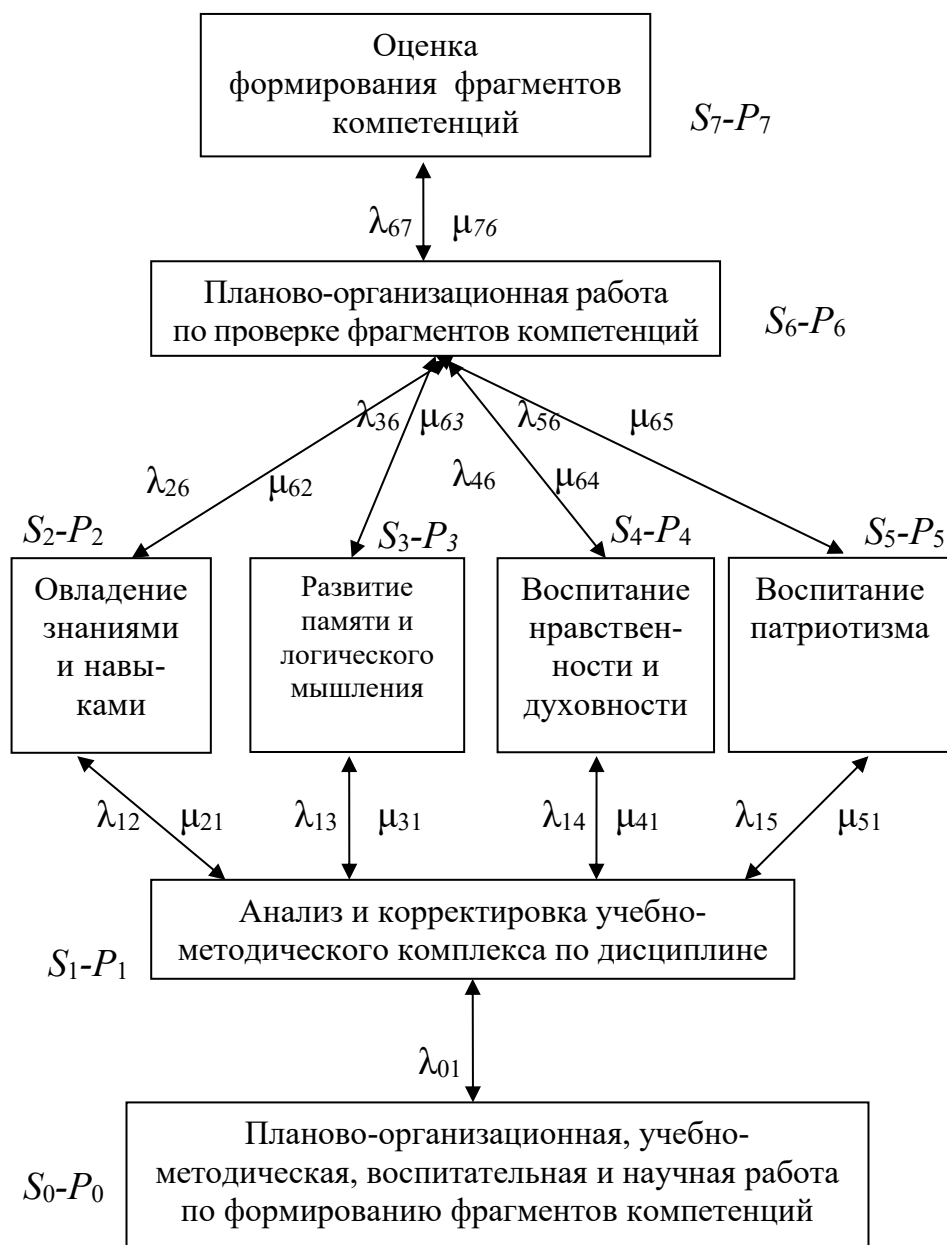 Оценка
формирования фрагментов
компетенций
S7-P7
λ67 μ76
Планово-организационная работа
по проверке фрагментов компетенций
S6-P6
λ36 μ63 λ56 μ65
λ26 μ62 λ46 μ64
S2-P2 S3-P3 S4-P4 S5-P5
Овладение
знаниями
и навы-
ками
Развитие
памяти и
логического
мышления
Воспитание
нравствен-
ности и
духовности
Воспитание
патриотизма
λ12 μ21 λ13 μ31 λ14 μ41 λ15 μ51
Анализ и корректировка учебно-
методического комплекса по дисциплине
S1-P1
λ01
Планово-организационная, учебно-
методическая, воспитательная и научная работа
по формированию фрагментов компетенций
S0-P0